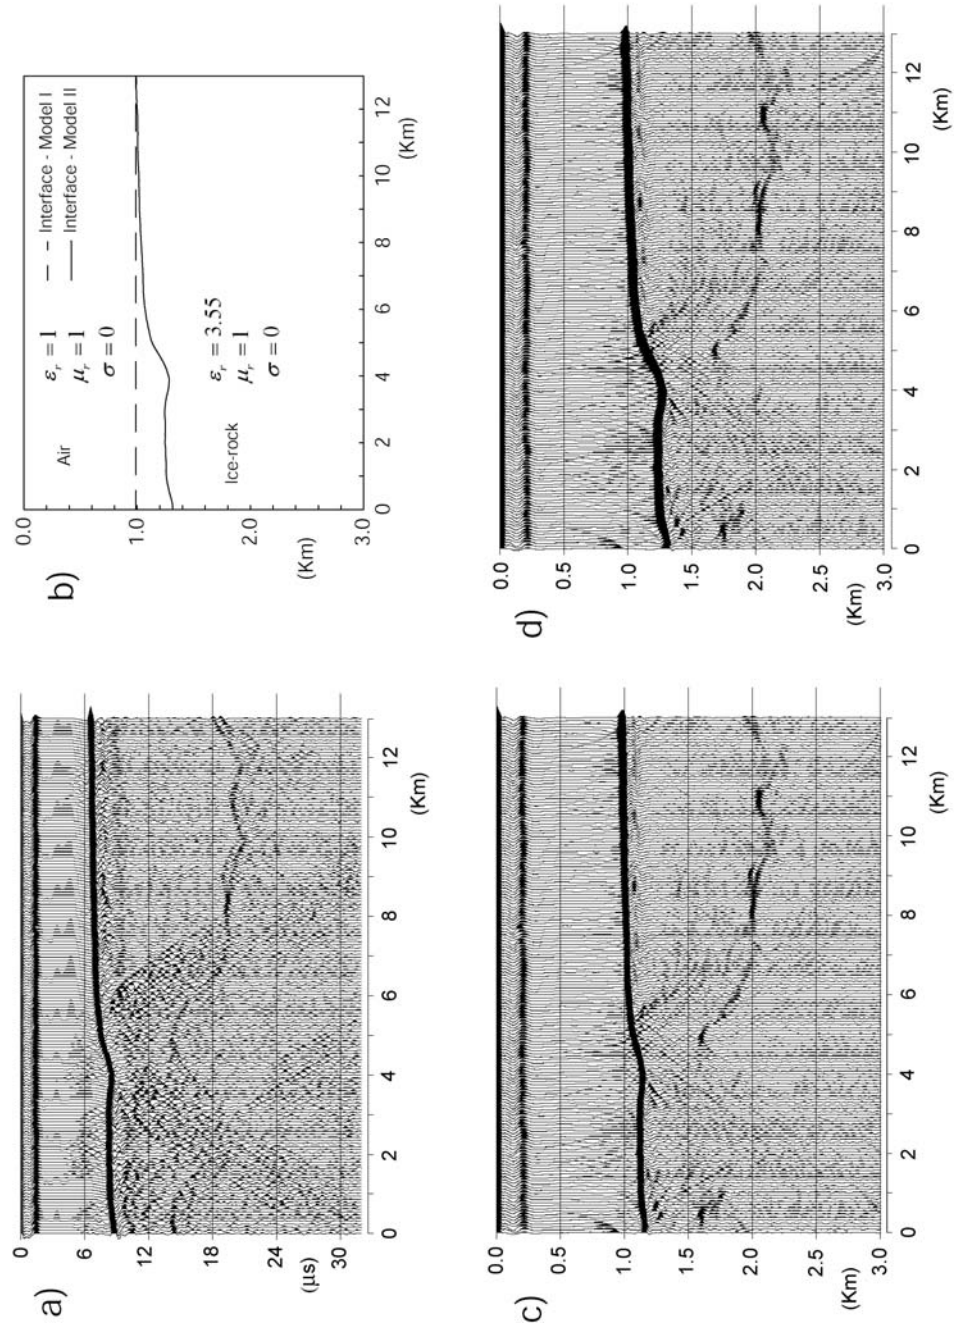 a)
0
6
12
18
24
30
(μs)
0
2
4
6
8
10
12
(Km)
b)
0.0
1.0
2.0
3.0
(Km)
Air
εr = 1
μr = 1
σ = 0
— — Interface - Model I
—— Interface - Model II
Ice-rock
εr = 3.55
μr = 1
σ = 0
0
2
4
6
8
10
12
(Km)
c)
0.0
0.5
1.0
1.5
2.0
2.5
3.0
(Km)
0
2
4
6
8
10
12
(Km)
d)
0.0
0.5
1.0
1.5
2.0
2.5
3.0
(Km)
0
2
4
6
8
10
12
(Km)